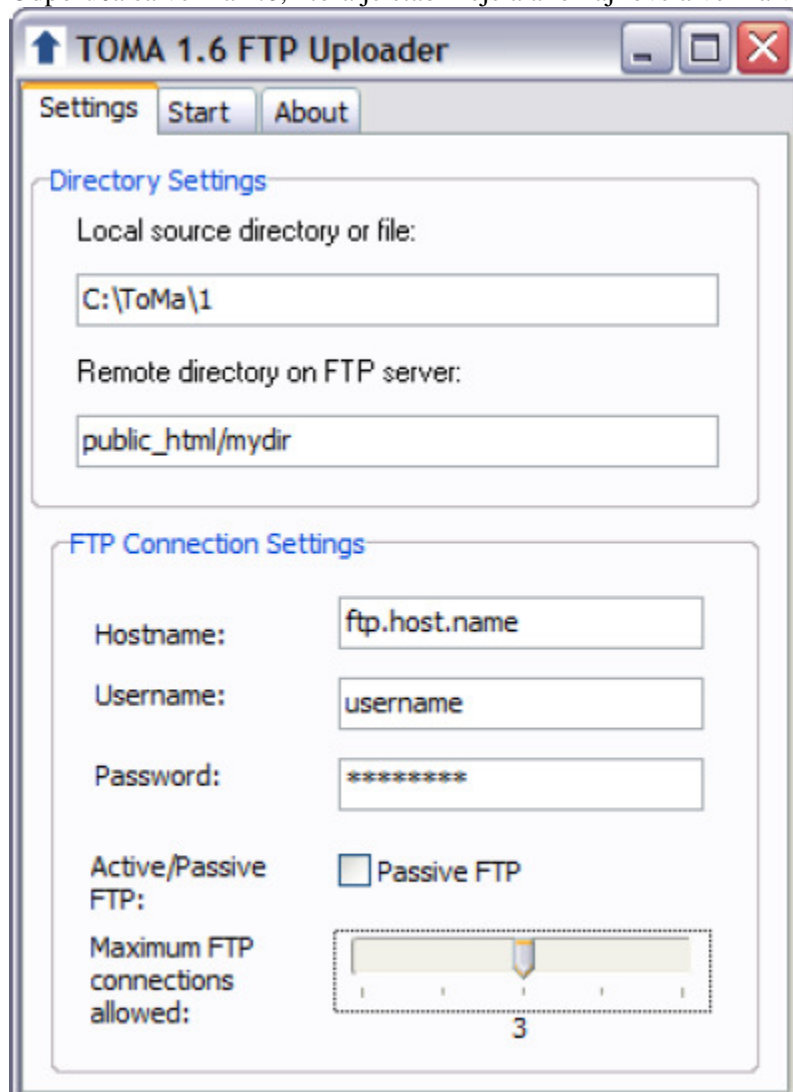 TOMA 1.6 FTP Uploader
Settings Start About
Directory Settings
Local source directory or file:
C:\ToMa\1
Remote directory on FTP server:
public_html/mydir
FTP Connection Settings
Hostname: ftp.host.name
Username: username
Password: ********
Active/Passive
FTP:
Passive FTP
Maximum FTP
connections
allowed:
3